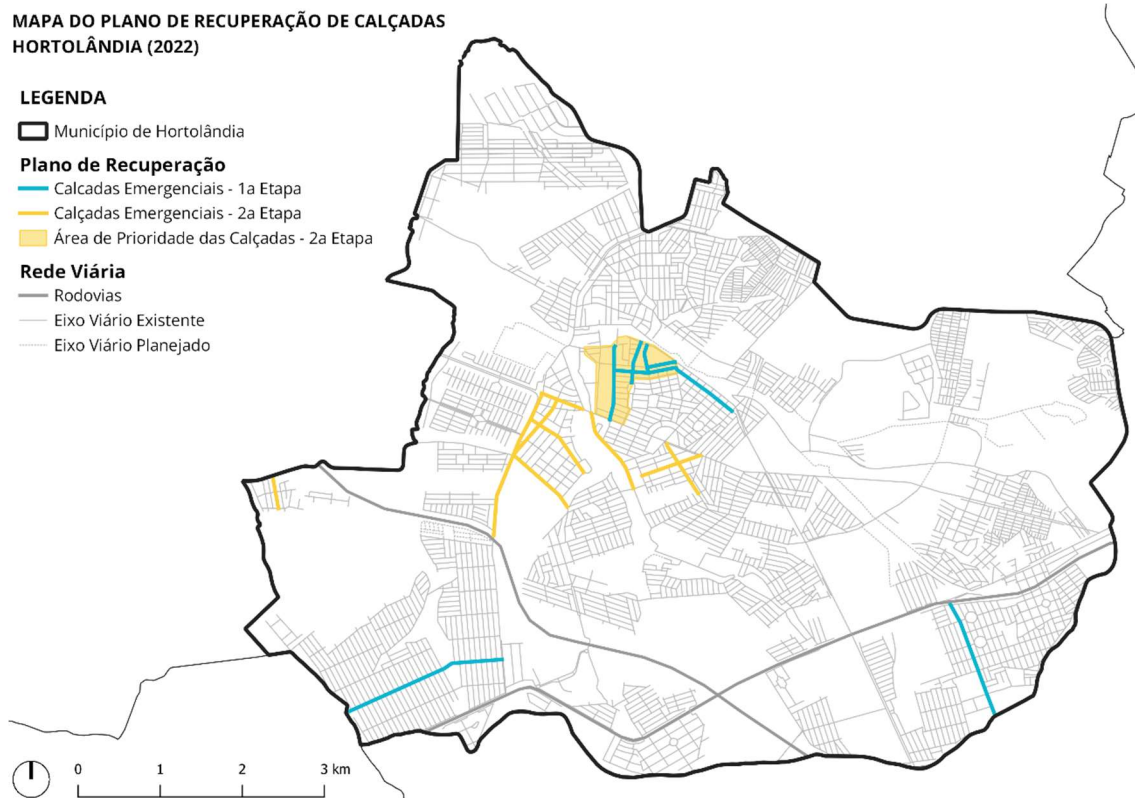 MAPA DO PLANO DE RECUPERAÇÃO DE CALÇADAS
HORTOLÂNDIA (2022)
LEGENDA
Município de Hortolândia
Plano de Recuperação
Calcadas Emergenciais - 1a Etapa
Calçadas Emergenciais - 2a Etapa
Área de Prioridade das Calçadas - 2a Etapa
Rede Viária
Rodovias
Eixo Viário Existente
Eixo Viário Planejado
0 1 2 3 km